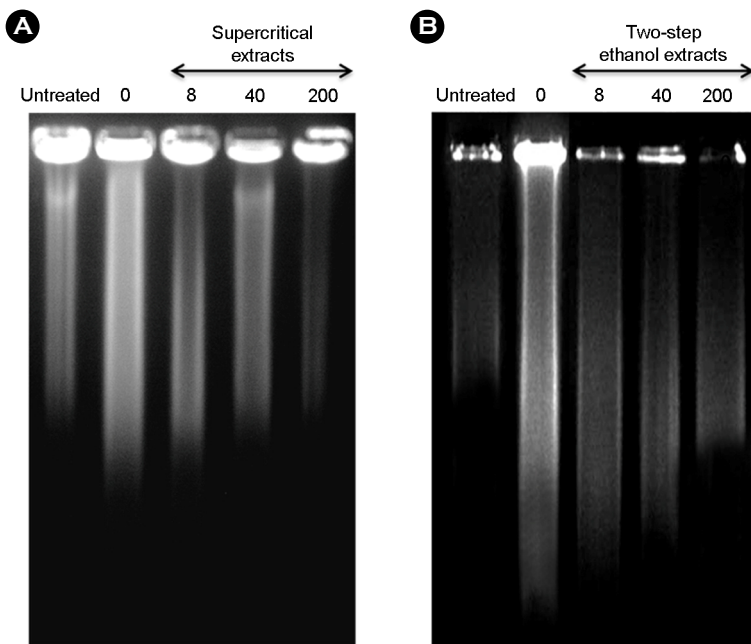 A
Supercritical
extracts
Untreated 0 8 40 200
B
Two-step
ethanol extracts
Untreated 0 8 40 200